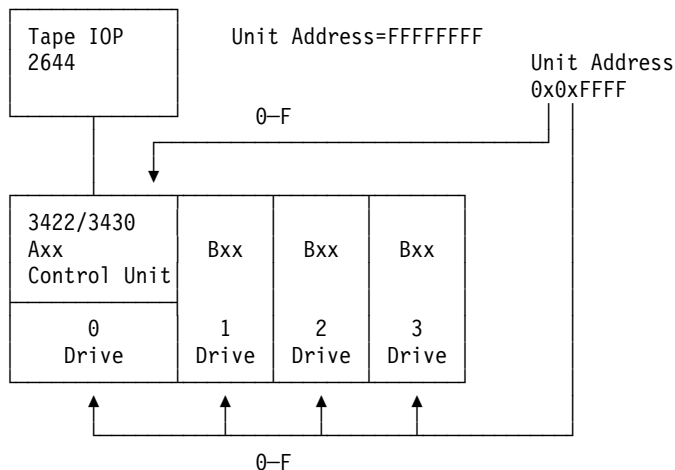 Tape IOP Unit Address=FFFFFFFF
2644 Unit Address
0x0xFFFF
0—F
3422/3430
Axx Bxx Bxx Bxx
Control Unit
0 1 2 3
Drive Drive Drive Drive
0—F